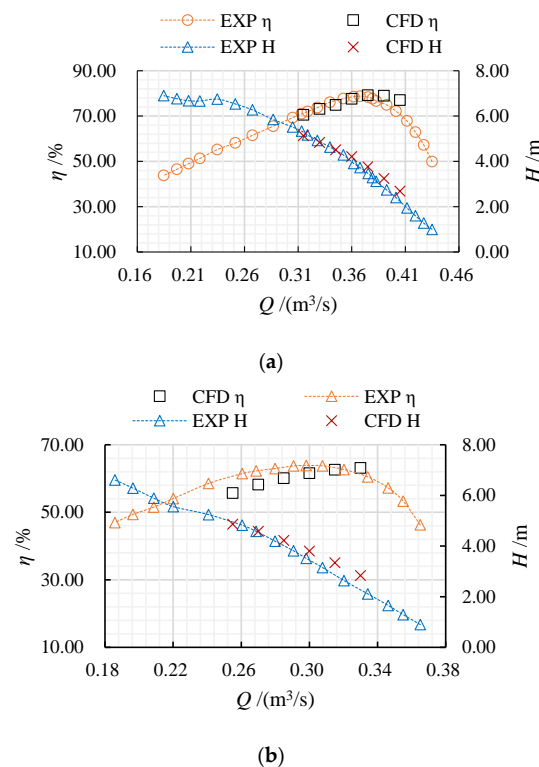 EXP η CFD η
EXP H CFD H
90.00 8.00
70.00 6.00
50.00 4.00
30.00 2.00
10.00 0.00
η /%
H /m
0.16 0.21 0.26 0.31 0.36 0.41 0.46
Q /(m³/s)
(a)
CFD η EXP η
EXP H CFD H
70.00 8.00
6.00
50.00
4.00
30.00
2.00
10.00 0.00
η /%
H /m
0.18 0.22 0.26 0.30 0.34 0.38
Q /(m³/s)
(b)